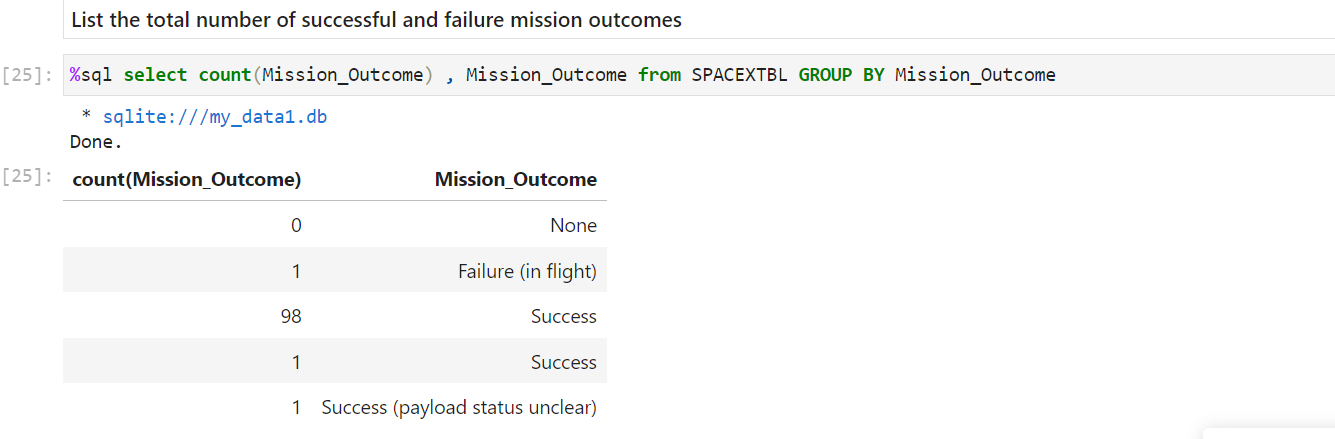 List the total number of successful and failure mission outcomes
[25]: %sql select count(Mission_Outcome) , Mission_Outcome from SPACEXTBL GROUP BY Mission_Outcome
* sqlite:///my_data1.db
Done.
[25]: count(Mission_Outcome) Mission_Outcome
0 None
1 Failure (in flight)
98 Success
1 Success
1 Success (payload status unclear)